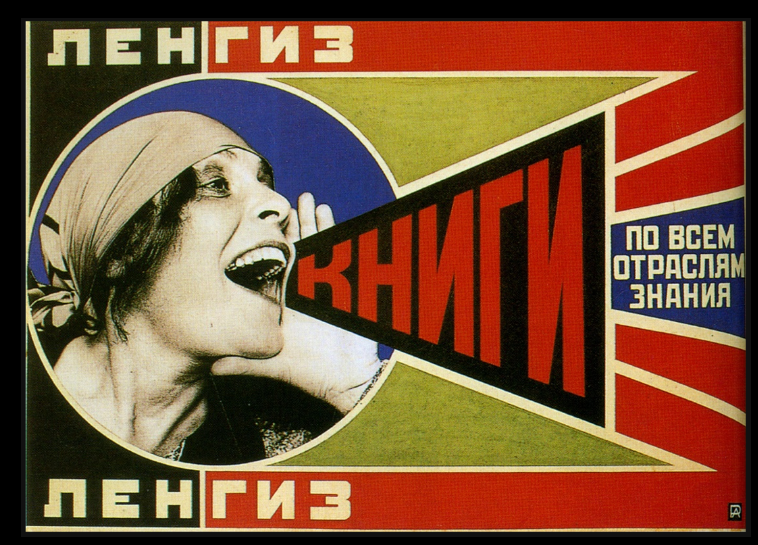 ЛЕНГИЗ
КНИГИ
ПО ВСЕМ
ОТРАСЛЯМ
ЗНАНИЯ
ЛЕНГИЗ